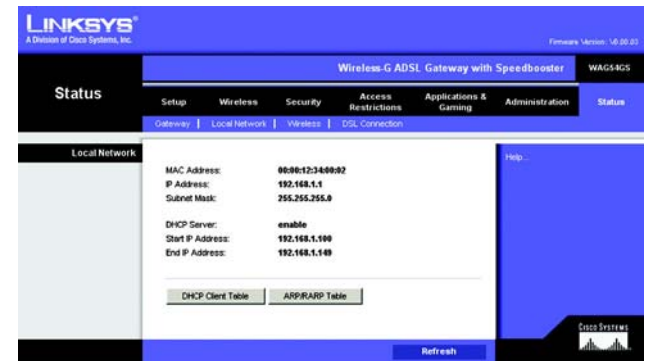 LINKSYS®
A Division of Cisco Systems, Inc.
Firmware Version: V0.00.03
Wireless-G ADSL Gateway with Speedbooster WAG54GS
Status
Setup Wireless Security Access Restrictions Applications & Gaming Administration Status
Gateway | Local Network | Wireless | DSL Connection
Local Network
Help...
MAC Address: 00:00:12:34:00:02
IP Address: 192.168.1.1
Subnet Mask: 255.255.255.0
DHCP Server: enable
Start IP Address: 192.168.1.100
End IP Address: 192.168.1.149
DHCP Client Table ARP/RARP Table
Refresh
CISCO SYSTEMS